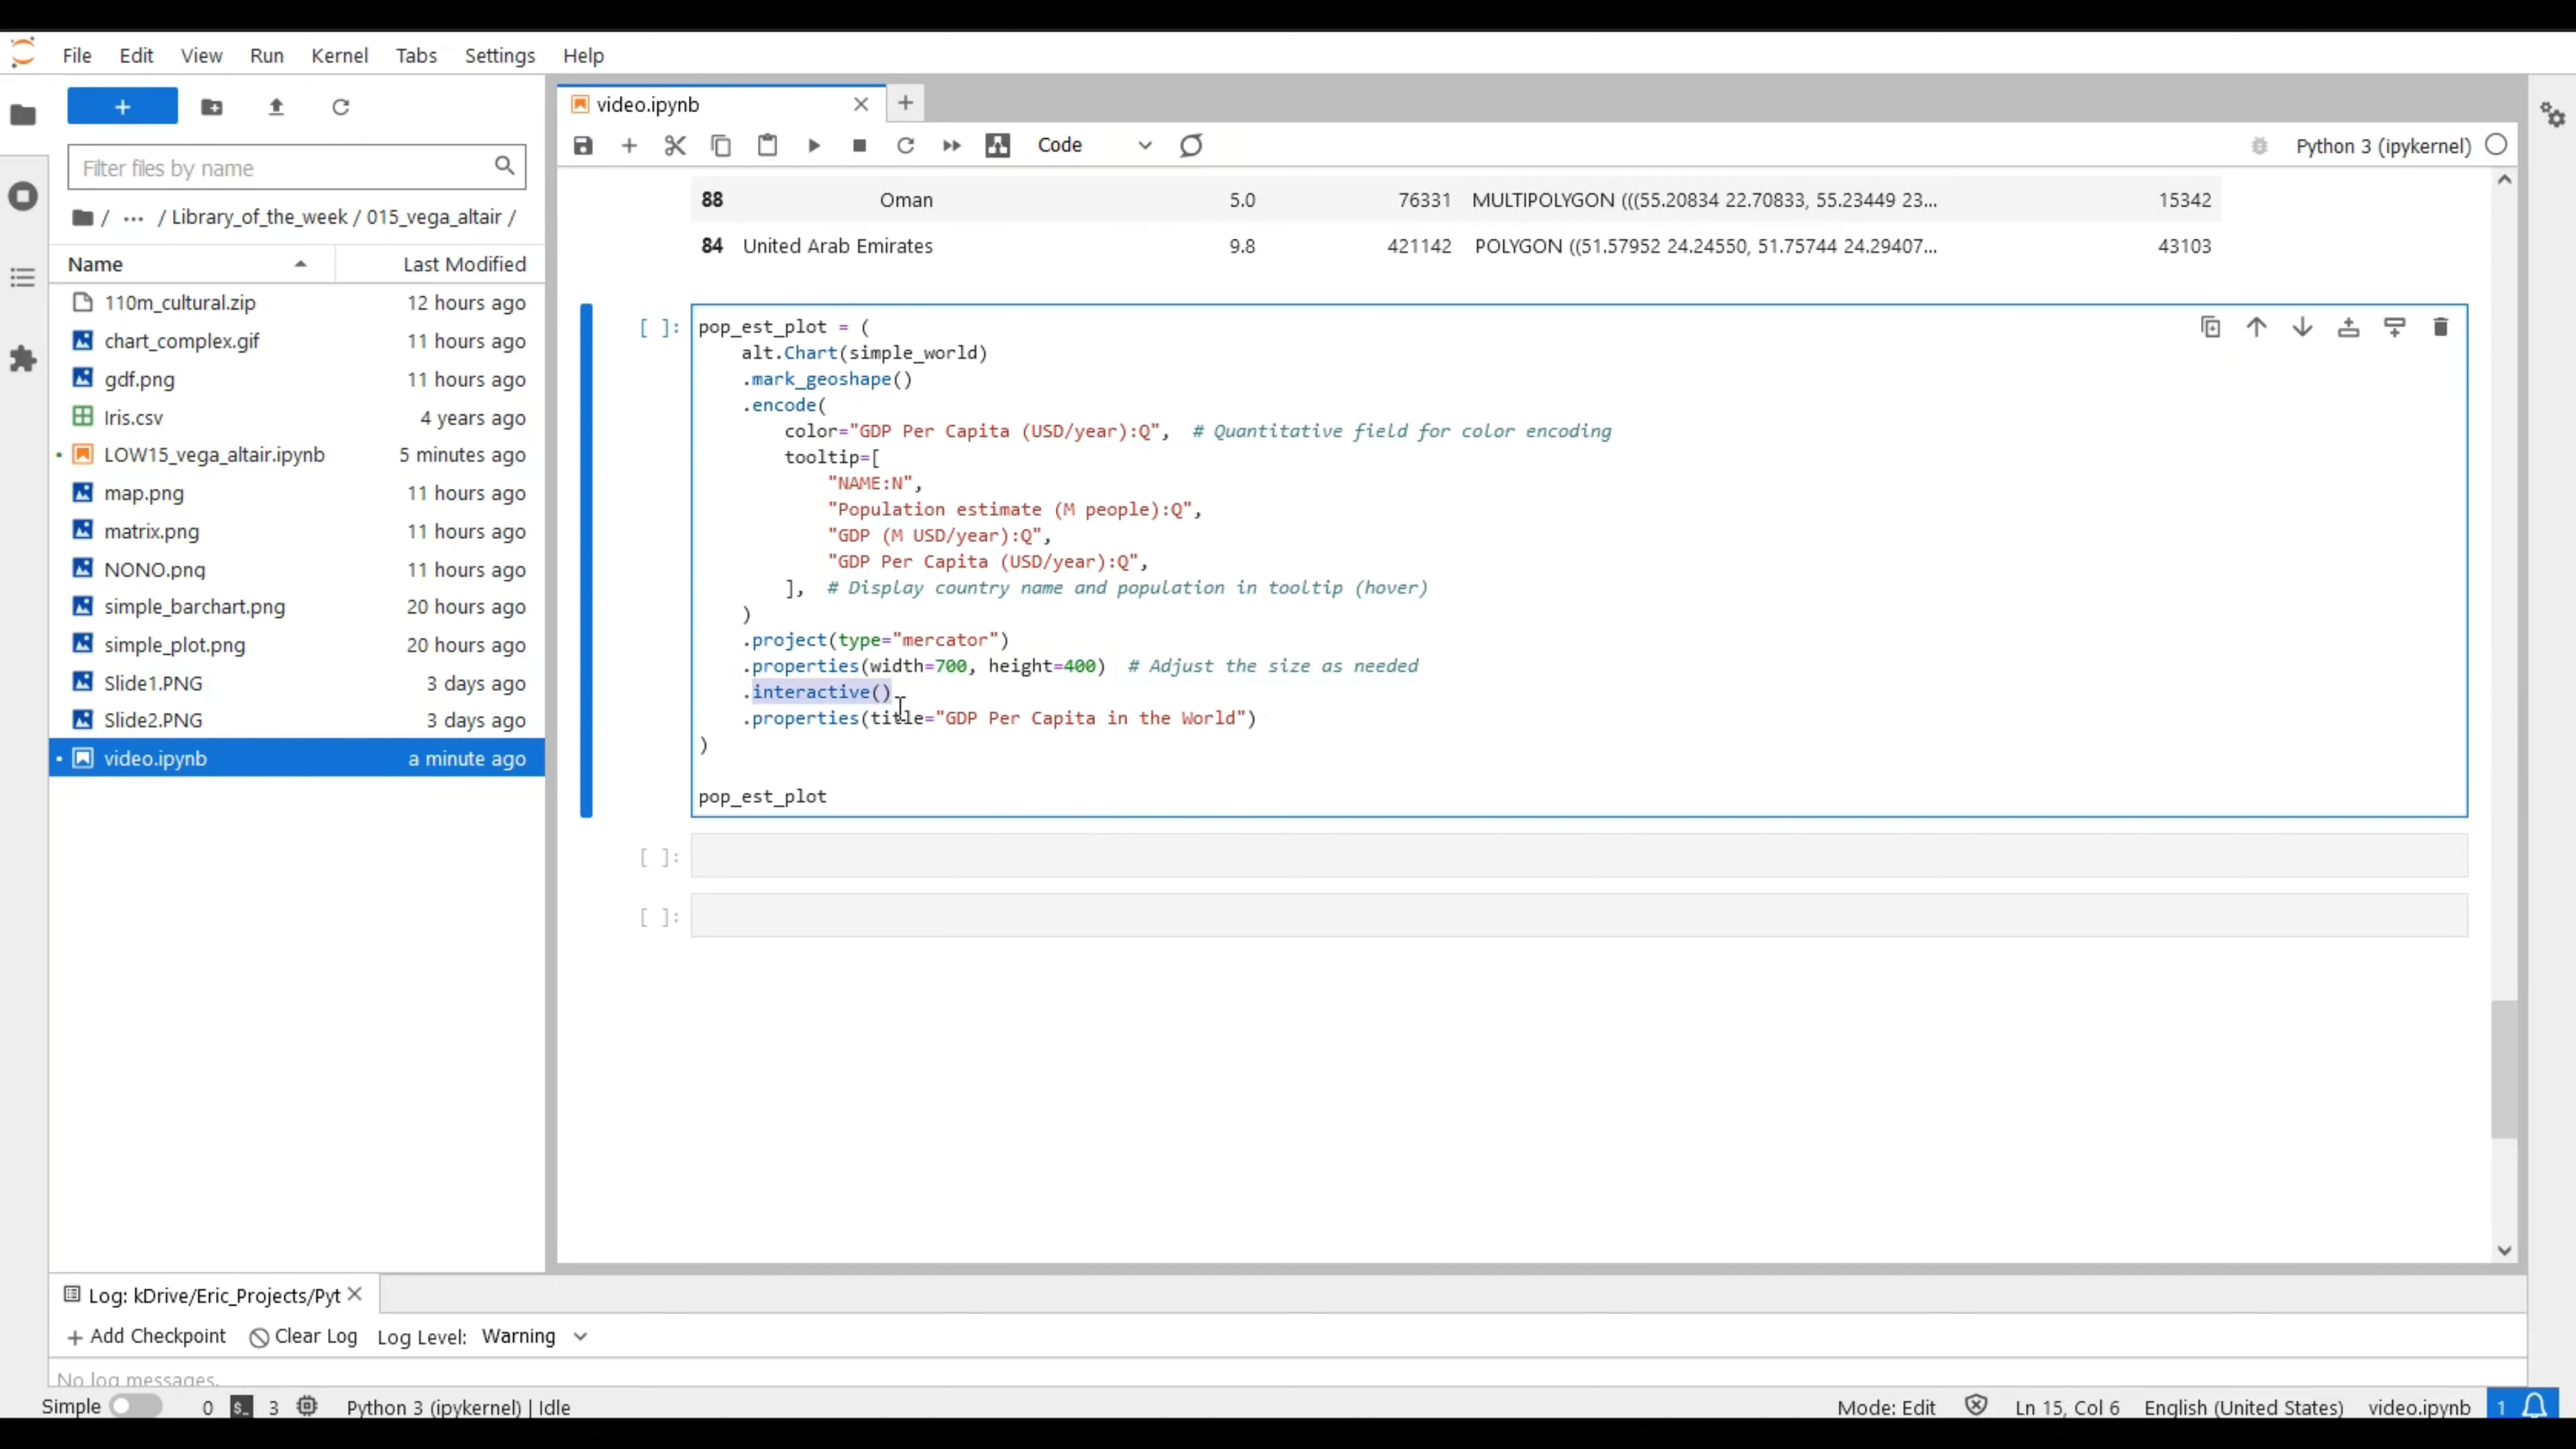 File Edit View Run Kernel Tabs Settings Help
+
Filter files by name
/ ... / Library_of_the_week / 015_vega_altair /
Name Last Modified
110m_cultural.zip 12 hours ago
chart_complex.gif 11 hours ago
gdf.png 11 hours ago
Iris.csv 4 years ago
LOW15_vega_altair.ipynb 5 minutes ago
map.png 11 hours ago
matrix.png 11 hours ago
NONO.png 11 hours ago
simple_barchart.png 20 hours ago
simple_plot.png 20 hours ago
Slide1.PNG 3 days ago
Slide2.PNG 3 days ago
video.ipynb a minute ago
video.ipynb
Code Python 3 (ipykernel)
88 Oman 5.0 76331 MULTIPOLYGON (((55.20834 22.70833, 55.23449 23... 15342
84 United Arab Emirates 9.8 421142 POLYGON ((51.57952 24.24550, 51.75744 24.29407... 43103
[ ]: pop_est_plot = (
alt.Chart(simple_world)
.mark_geoshape()
.encode(
color="GDP Per Capita (USD/year):Q", # Quantitative field for color encoding
tooltip=[
"NAME:N",
"Population estimate (M people):Q",
"GDP (M USD/year):Q",
"GDP Per Capita (USD/year):Q",
], # Display country name and population in tooltip (hover)
)
.project(type="mercator")
.properties(width=700, height=400) # Adjust the size as needed
.interactive()
.properties(title="GDP Per Capita in the World")
)
pop_est_plot
[ ]:
[ ]:
Log: kDrive/Eric_Projects/Pyt
+ Add Checkpoint Clear Log Log Level: Warning
No log messages.
Simple 0 $_ 3 Python 3 (ipykernel) | Idle Mode: Edit Ln 15, Col 6 English (United States) video.ipynb 1